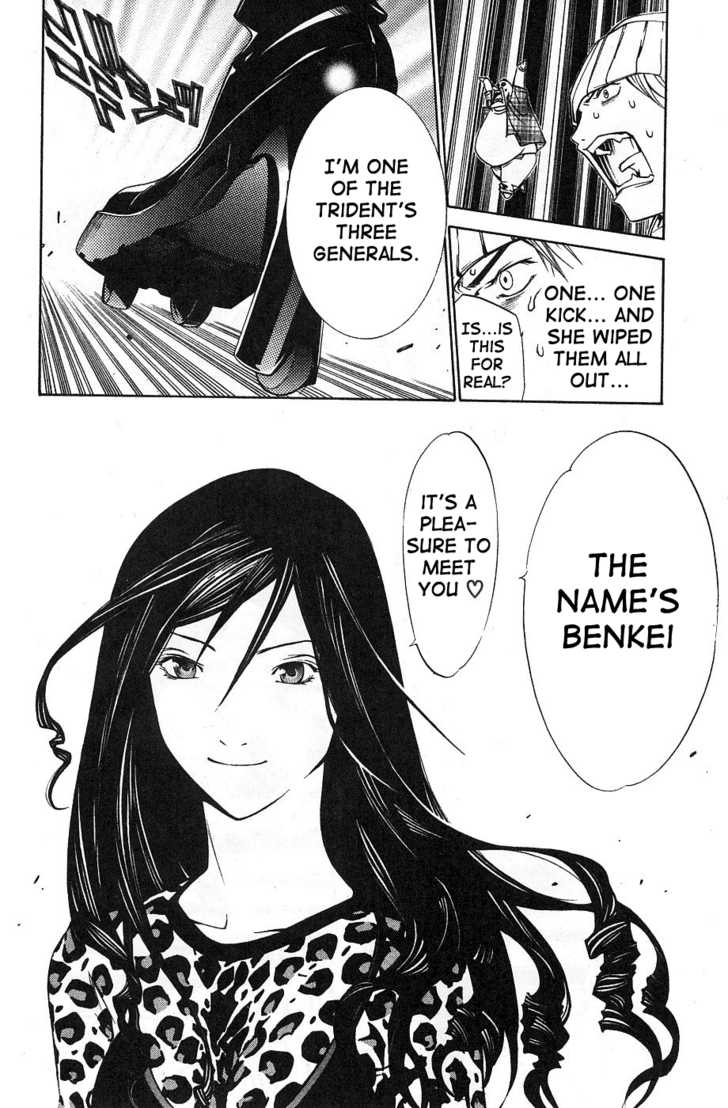 ONE... ONE
KICK... AND
SHE WIPED
THEM ALL
OUT...
IS...IS
THIS
FOR
REAL?
I'M ONE
OF THE
TRIDENT'S
THREE
GENERALS.
THE
NAME'S
BENKEI
IT'S A
PLEA-
SURE TO
MEET
YOU ♡